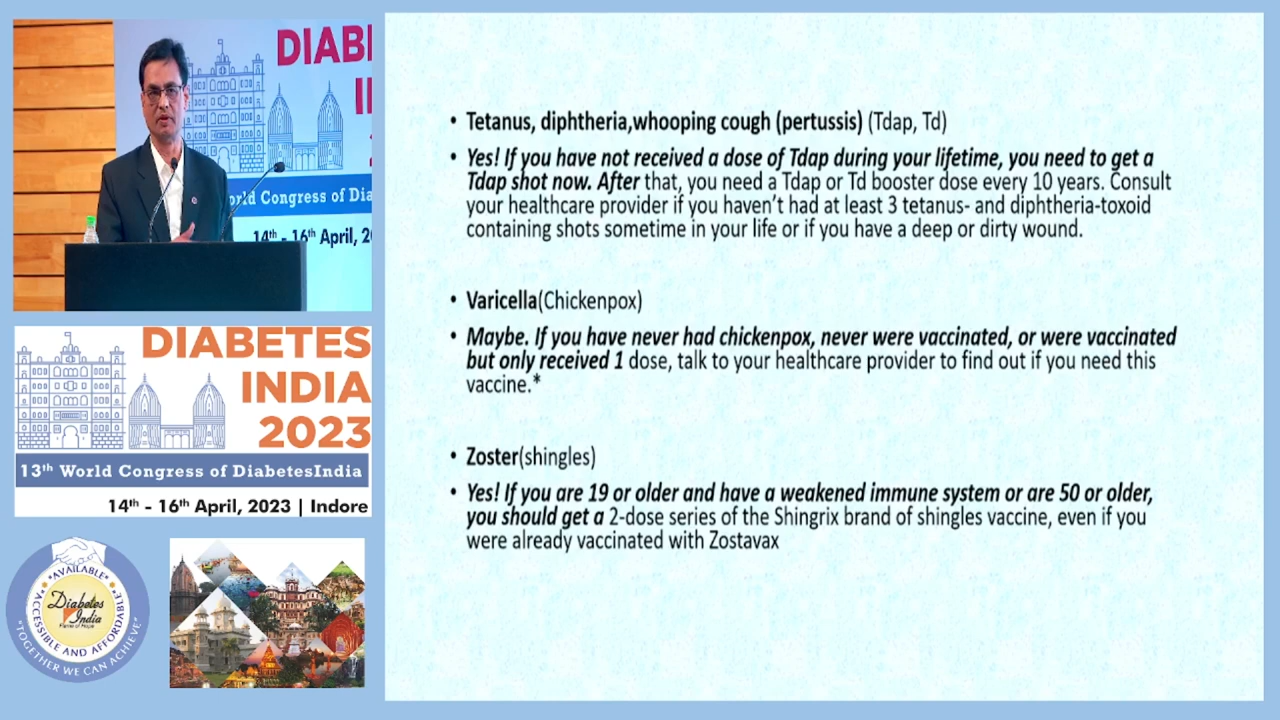 DIABI
II
orld Congress of Dia
14th - 16th April, 20
DIABETES
INDIA
2023
13th World Congress of DiabetesIndia
14th - 16th April, 2023 | Indore
*AVAILABLE*
*ACCESSIBLE AND AFFORDABLE*
Diabetes
India
"TOGETHER WE CAN ACHIEVE"
• Tetanus, diphtheria,whooping cough (pertussis) (Tdap, Td)
• Yes! If you have not received a dose of Tdap during your lifetime, you need to get a
Tdap shot now. After that, you need a Tdap or Td booster dose every 10 years. Consult
your healthcare provider if you haven't had at least 3 tetanus- and diphtheria-toxoid
containing shots sometime in your life or if you have a deep or dirty wound.
• Varicella(Chickenpox)
• Maybe. If you have never had chickenpox, never were vaccinated, or were vaccinated
but only received 1 dose, talk to your healthcare provider to find out if you need this
vaccine.*
• Zoster(shingles)
• Yes! If you are 19 or older and have a weakened immune system or are 50 or older,
you should get a 2-dose series of the Shingrix brand of shingles vaccine, even if you
were already vaccinated with Zostavax